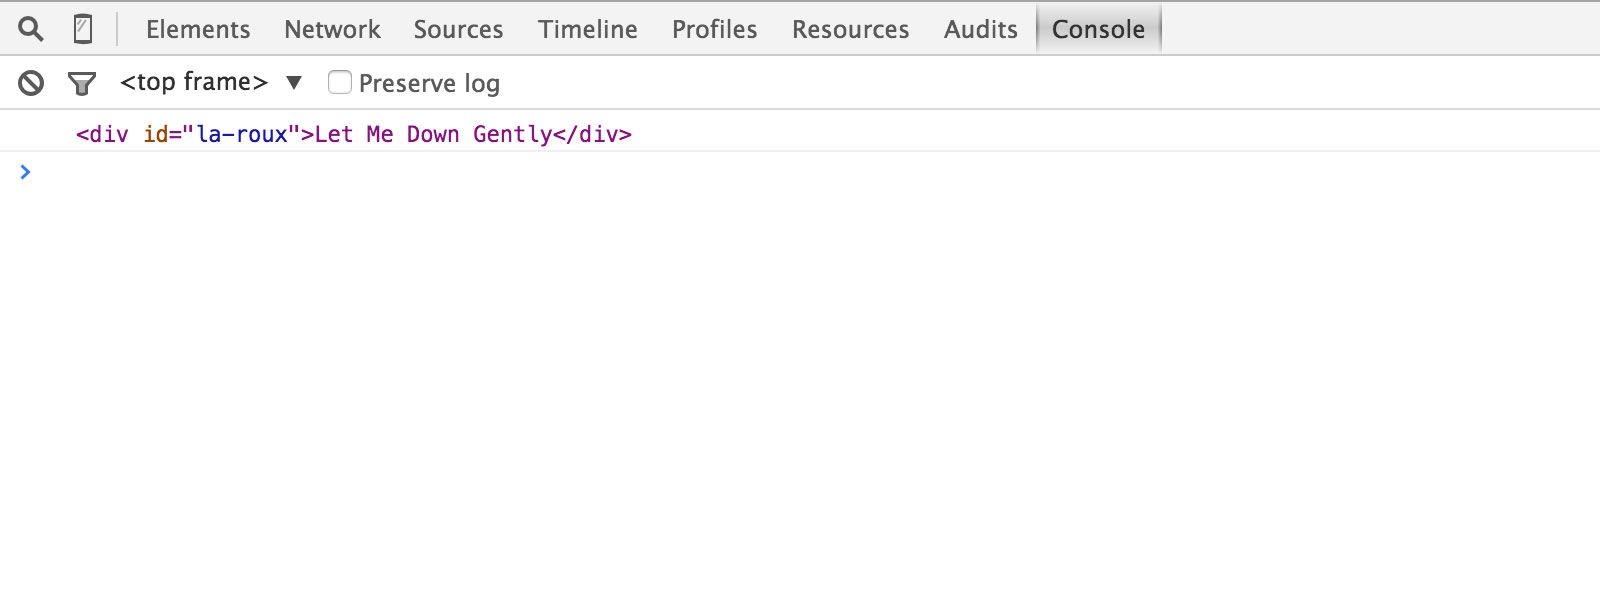 Elements Network Sources Timeline Profiles Resources Audits Console
<top frame> ▼ Preserve log
<div id="la-roux">Let Me Down Gently</div>
>